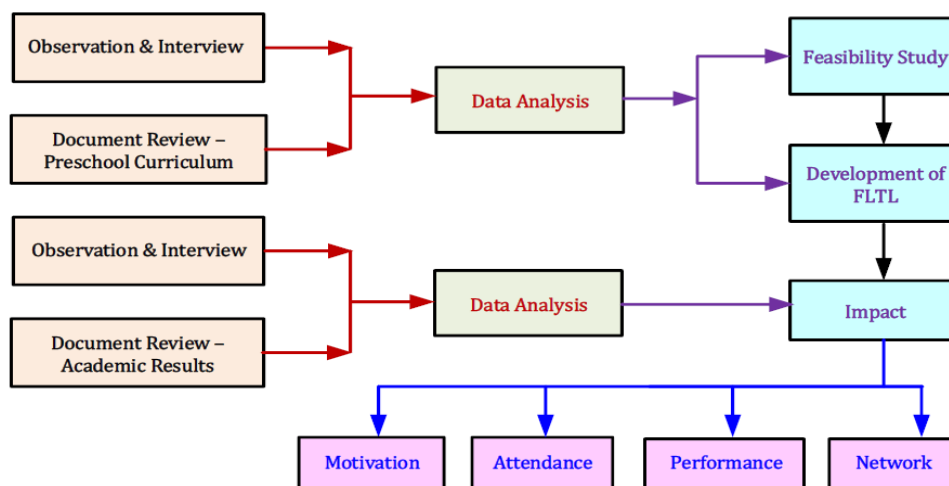 Observation & Interview
Feasibility Study
Data Analysis
Document Review –
Preschool Curriculum
Development of
FLTL
Observation & Interview
Data Analysis
Impact
Document Review –
Academic Results
Motivation
Attendance
Performance
Network